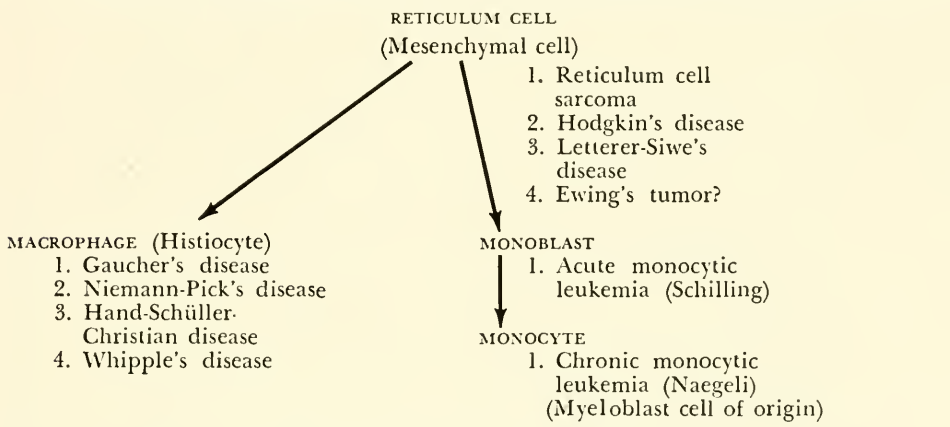 RETICULUM CELL
(Mesenchymal cell)
1. Reticulum cell
sarcoma
2. Hodgkin's disease
3. Letterer-Siwe's
disease
4. Ewing's tumor?
MACROPHAGE (Histiocyte)
1. Gaucher's disease
2. Niemann-Pick's disease
3. Hand-Schüller-
Christian disease
4. Whipple's disease
MONOBLAST
1. Acute monocytic
leukemia (Schilling)
MONOCYTE
1. Chronic monocytic
leukemia (Naegeli)
(Myeloblast cell of origin)